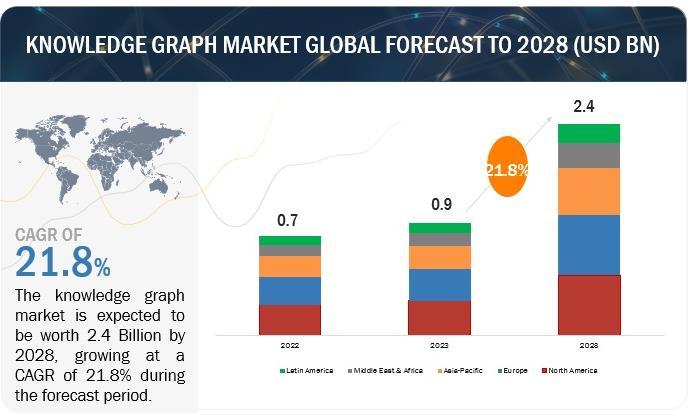 KNOWLEDGE GRAPH MARKET GLOBAL FORECAST TO 2028 (USD BN)
CAGR OF
21.8%
The knowledge graph
market is expected to
be worth 2.4 Billion by
2028, growing at a
CAGR of 21.8% during
the forecast period.
0.7
0.9
21.8%
2.4
2022 2023 2028
Latin America Middle East & Africa Asia-Pacific Europe North America